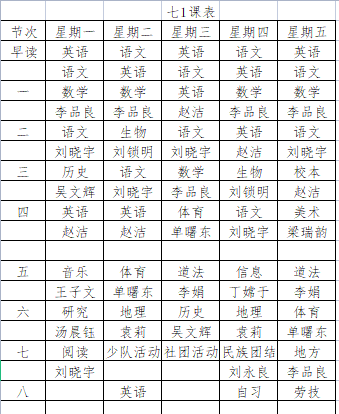 七1课表
节次 星期一 星期二 星期三 星期四 星期五
早读 英语 语文 英语 语文 英语
语文 英语 语文 英语 语文
一 数学 数学 英语 数学 数学
李品良 李品良 赵洁 李品良 李品良
二 语文 生物 语文 英语 语文
刘晓宇 刘锁明 刘晓宇 赵洁 刘晓宇
三 历史 语文 数学 生物 校本
吴文辉 刘晓宇 李品良 刘锁明 赵洁
四 英语 英语 体育 语文 美术
赵洁 赵洁 单曙东 刘晓宇 梁瑞韵
五 音乐 体育 道法 信息 道法
王子文 单曙东 李娟 丁嫣于 李娟
六 研究 地理 历史 地理 体育
汤晨钰 袁莉 吴文辉 袁莉 单曙东
七 阅读 少队活动 社团活动 民族团结 地方
刘晓宇 刘永良 李品良
八 英语 自习 劳技